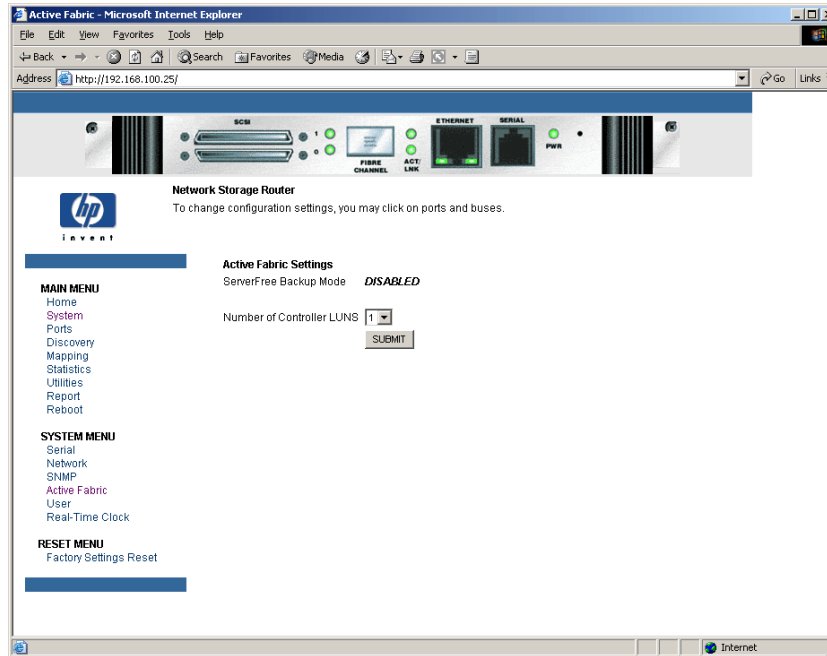 Active Fabric - Microsoft Internet Explorer
File Edit View Favorites Tools Help
Back Search Favorites Media
Address http://192.168.100.25/ Go Links
SCSI ETHERNET SERIAL
1
0
FIBRE CHANNEL
ACT/ LNK
PWR
hp
invent
Network Storage Router
To change configuration settings, you may click on ports and buses.
Active Fabric Settings
ServerFree Backup Mode DISABLED
Number of Controller LUNS 1
SUBMIT
MAIN MENU
Home
System
Ports
Discovery
Mapping
Statistics
Utilities
Report
Reboot
SYSTEM MENU
Serial
Network
SNMP
Active Fabric
User
Real-Time Clock
RESET MENU
Factory Settings Reset
Internet